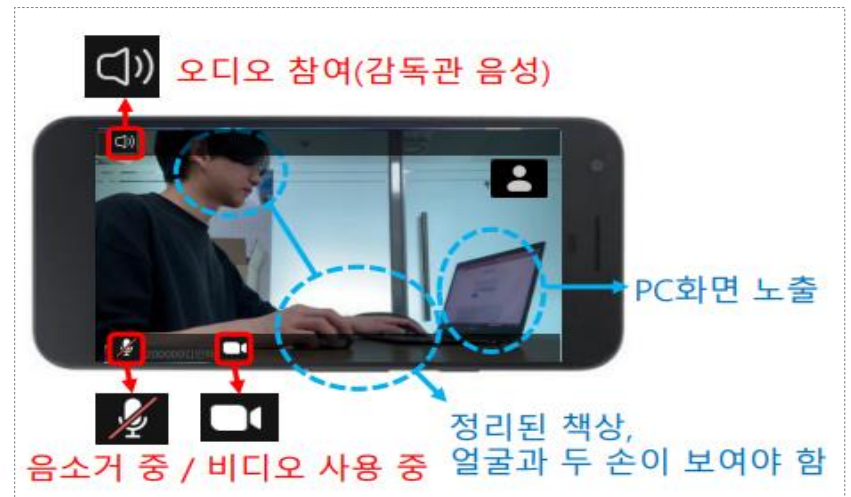 오디오 참여(감독관 음성)
PC화면 노출
정리된 책상,
얼굴과 두 손이 보여야 함
음소거 중 / 비디오 사용 중